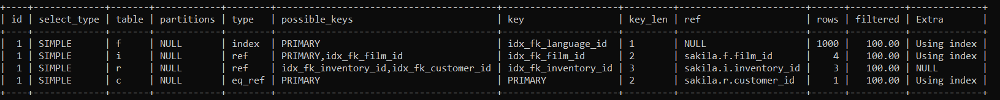 +----+-------------+-------+------------+--------+-------------------------------------------+---------------------+---------+-----------------------+------+----------+-------------+
| id | select_type | table | partitions | type   | possible_keys                             | key                 | key_len | ref                   | rows | filtered | Extra       |
+----+-------------+-------+------------+--------+-------------------------------------------+---------------------+---------+-----------------------+------+----------+-------------+
|  1 | SIMPLE      | f     | NULL       | index  | PRIMARY                                   | idx_fk_language_id  | 1       | NULL                  | 1000 |   100.00 | Using index |
|  1 | SIMPLE      | i     | NULL       | ref    | PRIMARY,idx_fk_film_id                    | idx_fk_film_id      | 2       | sakila.f.film_id      |    4 |   100.00 | Using index |
|  1 | SIMPLE      | r     | NULL       | ref    | idx_fk_inventory_id,idx_fk_customer_id    | idx_fk_inventory_id | 3       | sakila.i.inventory_id |    3 |   100.00 | NULL        |
|  1 | SIMPLE      | c     | NULL       | eq_ref | PRIMARY                                   | PRIMARY             | 2       | sakila.r.customer_id  |    1 |   100.00 | Using index |
+----+-------------+-------+------------+--------+-------------------------------------------+---------------------+---------+-----------------------+------+----------+-------------+